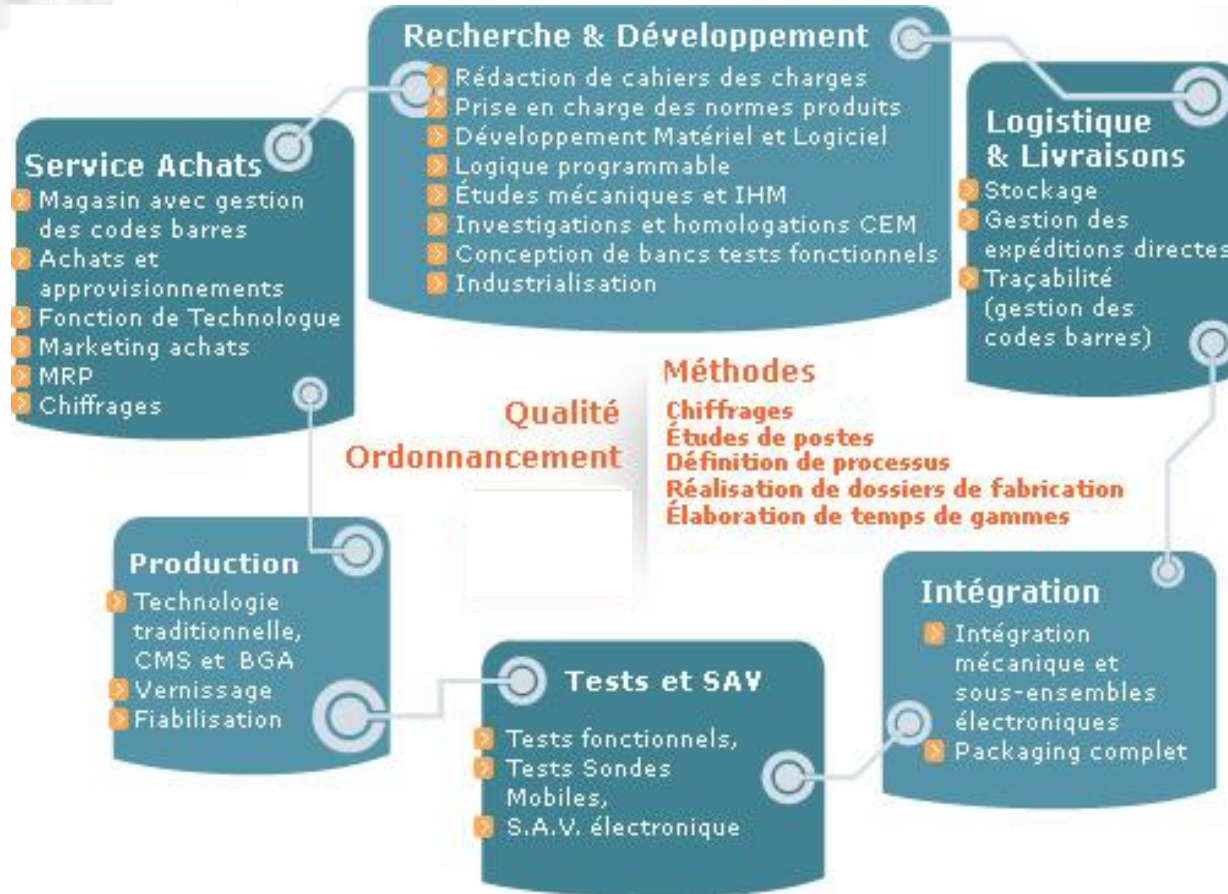 Recherche & Développement
Rédaction de cahiers des charges
Prise en charge des normes produits
Développement Matériel et Logiciel
Logique programmable
Études mécaniques et IHM
Investigations et homologations CEM
Conception de bancs tests fonctionnels
Industrialisation
Service Achats
Magasin avec gestion
des codes barres
Achats et
approvisionnements
Fonction de Technologue
Marketing achats
MRP
Chiffrages
Logistique
& Livraisons
Stockage
Gestion des
expéditions directes
Traçabilité
(gestion des
codes barres)
Qualité
Ordonnancement
Méthodes
Chiffrages
Études de postes
Définition de processus
Réalisation de dossiers de fabrication
Élaboration de temps de gammes
Production
Technologie
traditionnelle,
CMS et BGA
Vernissage
Fiabilisation
Tests et SAV
Tests fonctionnels,
Tests Sondes
Mobiles,
S.A.V. électronique
Intégration
Intégration
mécanique et
sous-ensembles
électroniques
Packaging complet